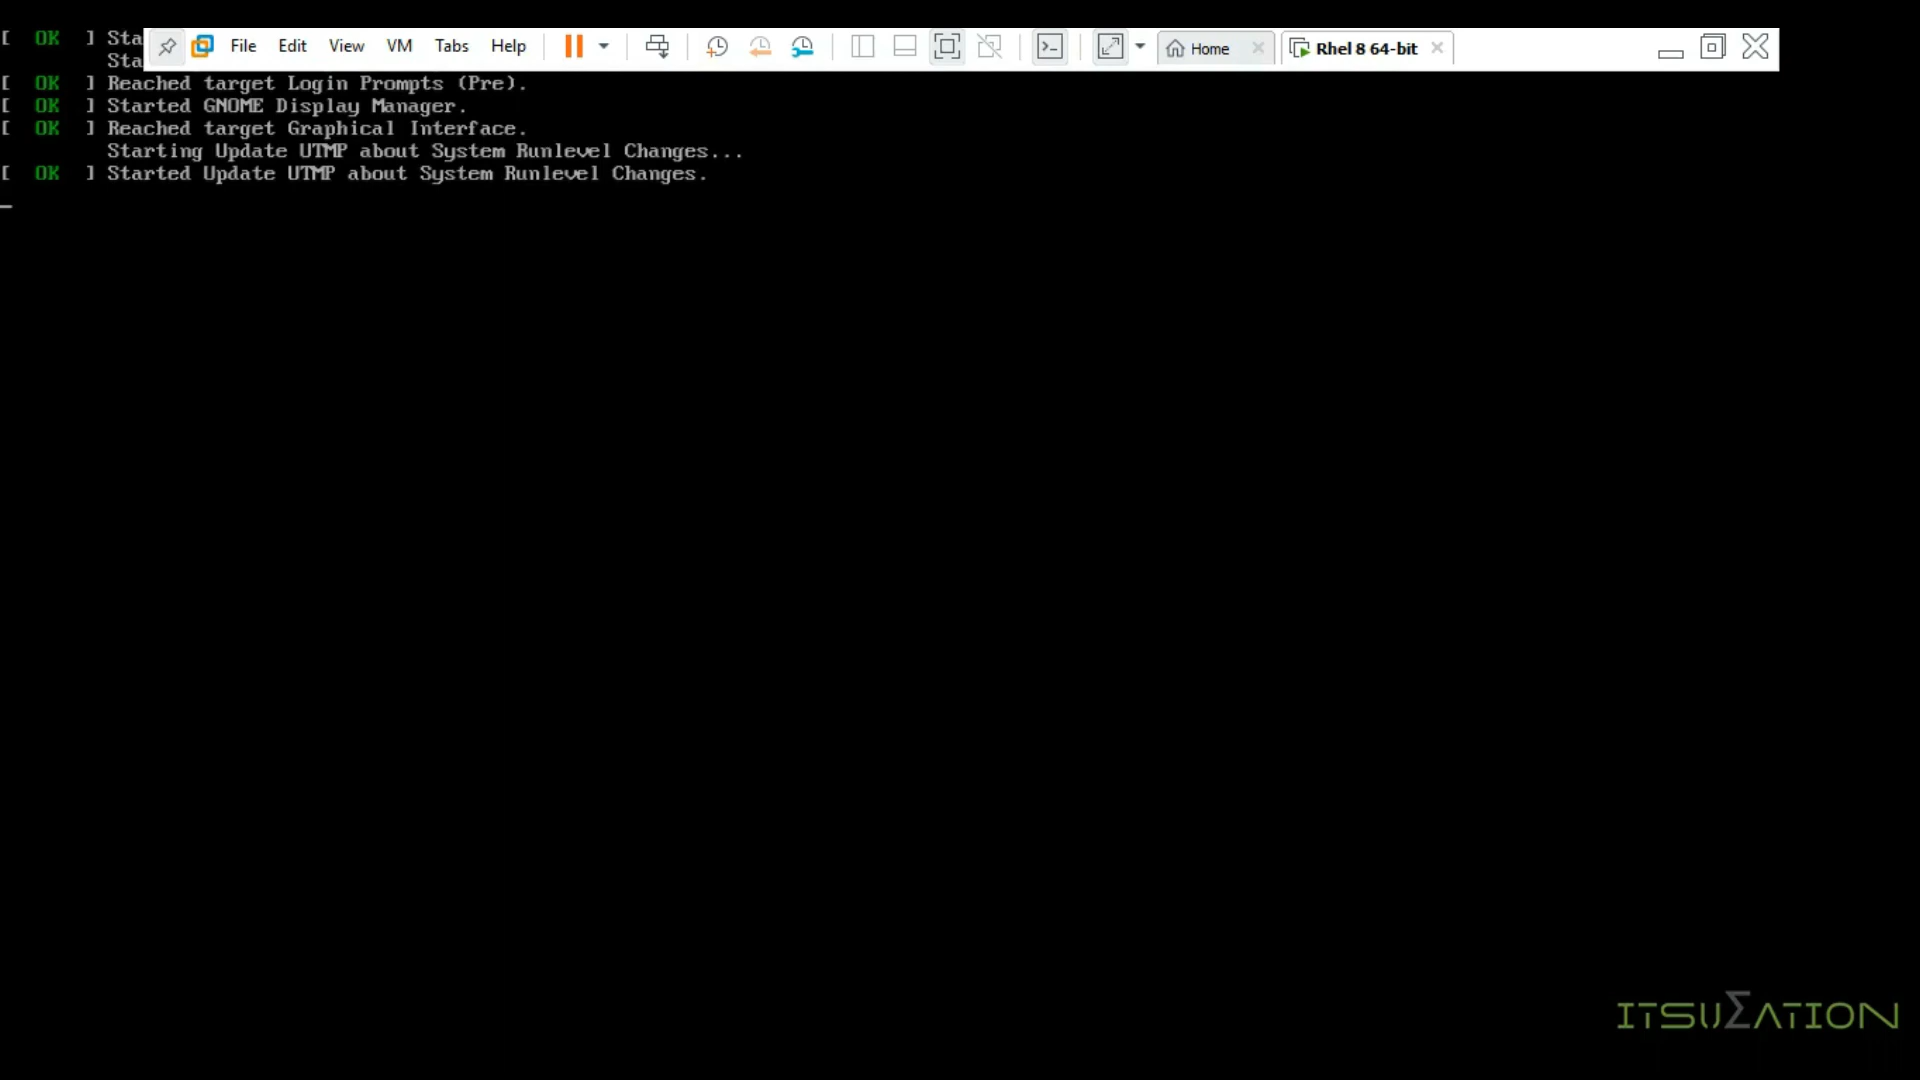 [  OK  ] Sta
Sta
File Edit View VM Tabs Help Home Rhel 8 64-bit
[  OK  ] Reached target Login Prompts (Pre).
[  OK  ] Started GNOME Display Manager.
[  OK  ] Reached target Graphical Interface.
Starting Update UTMP about System Runlevel Changes...
[  OK  ] Started Update UTMP about System Runlevel Changes.
_
ITSUΣATION